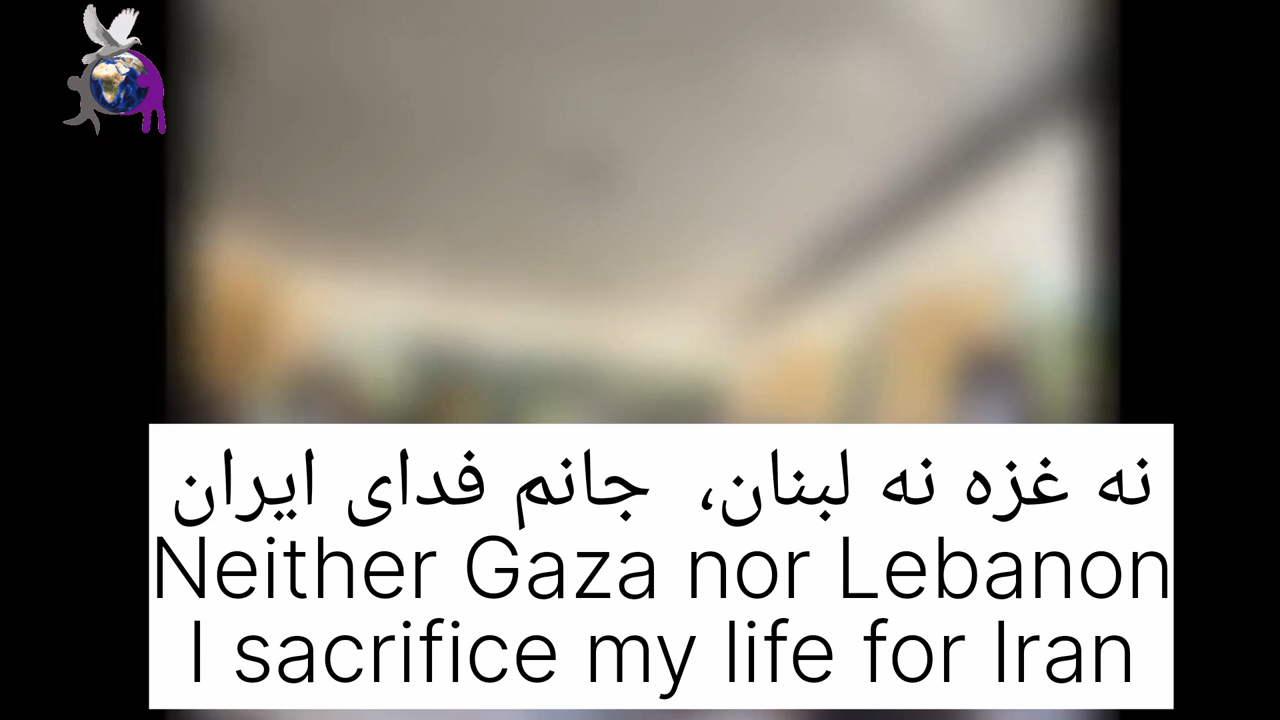 نه غزه نه لبنان، جانم فدای ایران
Neither Gaza nor Lebanon
I sacrifice my life for Iran